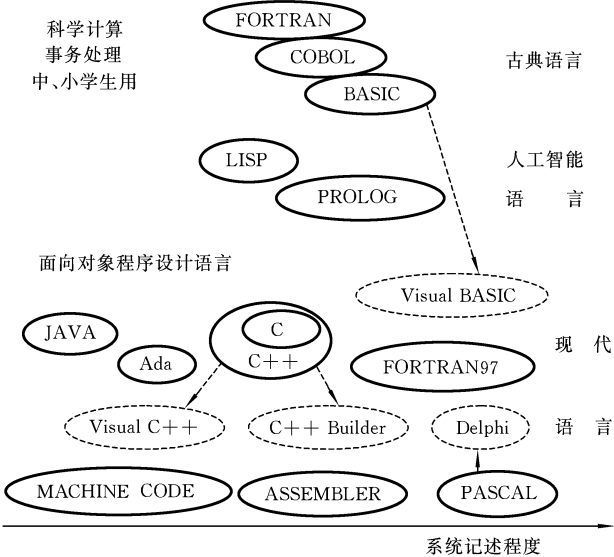 科学计算
事务处理
中、小学生用
FORTRAN
COBOL
BASIC
古典语言
LISP
PROLOG
人工智能
语 言
面向对象程序设计语言
Visual BASIC
JAVA
Ada
C
C++
FORTRAN97
现 代
Visual C++
C++ Builder
Delphi
语 言
MACHINE CODE
ASSEMBLER
PASCAL
系统记述程度